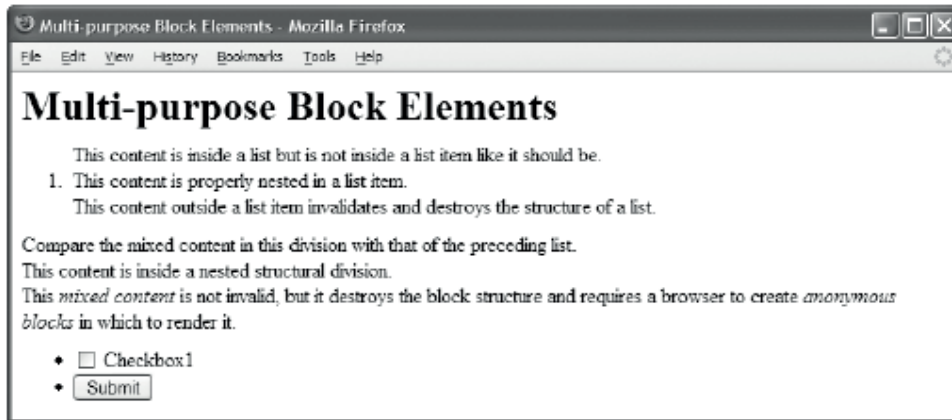 Multi-purpose Block Elements - Mozilla Firefox
File Edit View History Bookmarks Tools Help
Multi-purpose Block Elements
This content is inside a list but is not inside a list item like it should be.
1. This content is properly nested in a list item.
This content outside a list item invalidates and destroys the structure of a list.
Compare the mixed content in this division with that of the preceding list.
This content is inside a nested structural division.
This mixed content is not invalid, but it destroys the block structure and requires a browser to create anonymous
blocks in which to render it.
• Checkbox1
• Submit